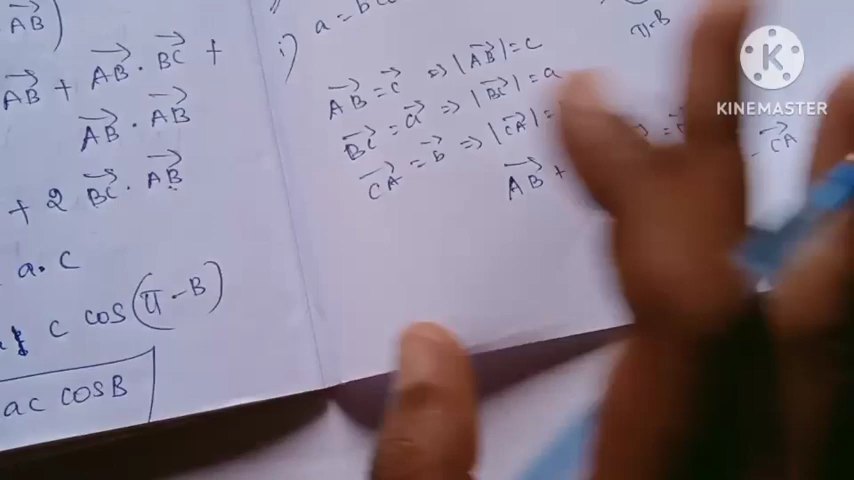 AB)
AB + AB . BC +
AB . AB
+ 2 BC . AB
a. c
c cos(π - B)
ac cosB
i) a = b
AB = c ⇒ |AB| = c
BC = a ⇒ |BC| = a
CA = b ⇒ |CA| =
AB +
- CA
π-B
K
KINEMASTER